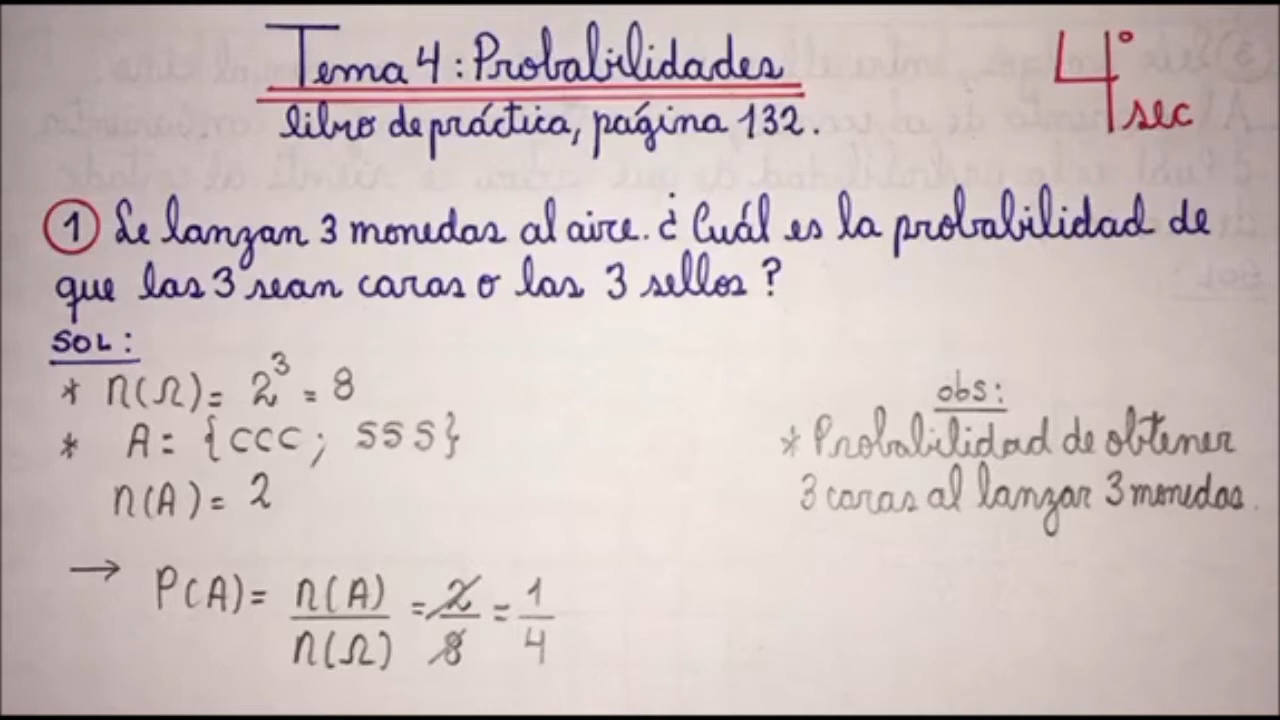 Tema 4: Probabilidades
libro de práctica, página 132.
4° sec
1 Se lanzan 3 monedas al aire. ¿Cuál es la probabilidad de
que las 3 sean caras o las 3 sellos?
SOL:
* n(Ω) = 2³ = 8
* A = {CCC; SSS}
n(A) = 2
→ P(A) = n(A)/n(Ω) = 2/8 = 1/4
obs:
* Probabilidad de obtener
3 caras al lanzar 3 monedas.